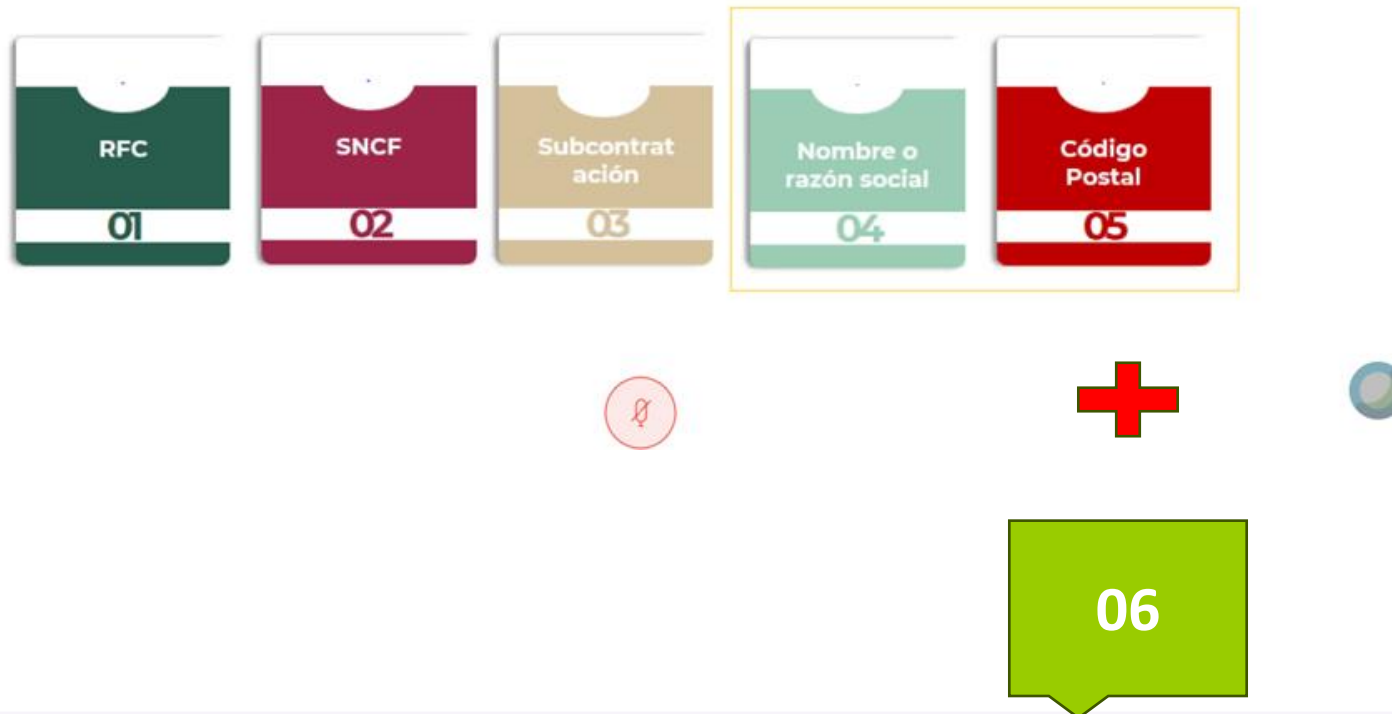 RFC
01
SNCF
02
Subcontrat
ación
03
Nombre o
razón social
04
Código
Postal
05
06